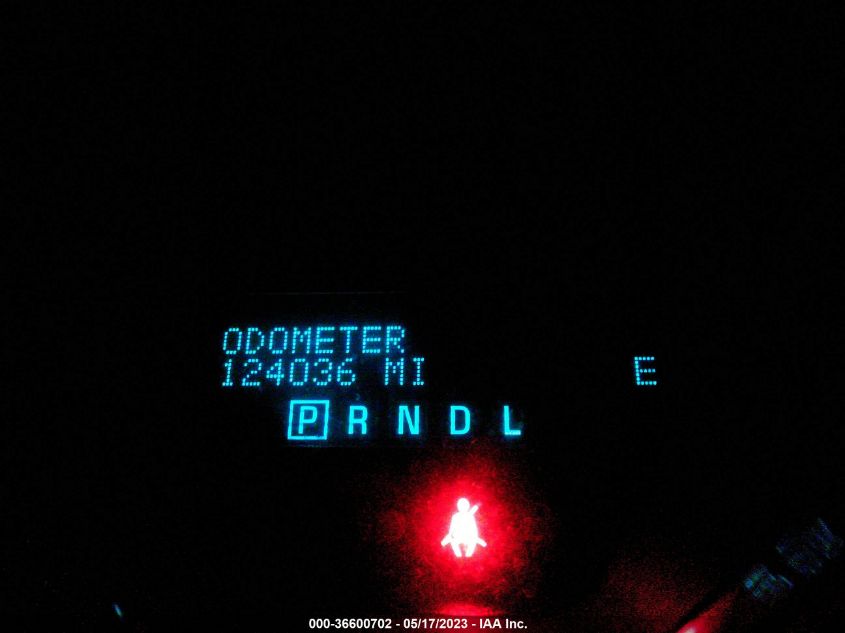 ODOMETER
124036 MI E
P R N D L
000-36600702 - 05/17/2023 - IAA Inc.